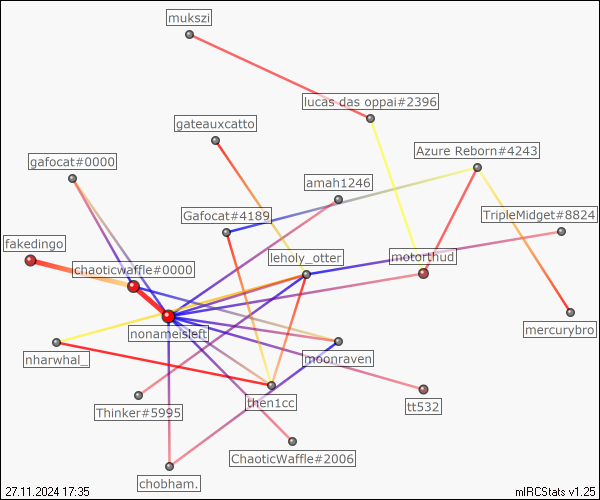 mukszi
lucas das oppai#2396
gateauxcatto
Azure Reborn#4243
gafocat#0000
amah1246
Gafocat#4189
TripleMidget#8824
fakedingo
leholy_otter
motorthud
chaoticwaffle#0000
nonameisleft
mercurybro
nharwhal_
moonraven
then1cc
Thinker#5995
tt532
ChaoticWaffle#2006
chobham.
27.11.2024 17:35
mIRCStats v1.25